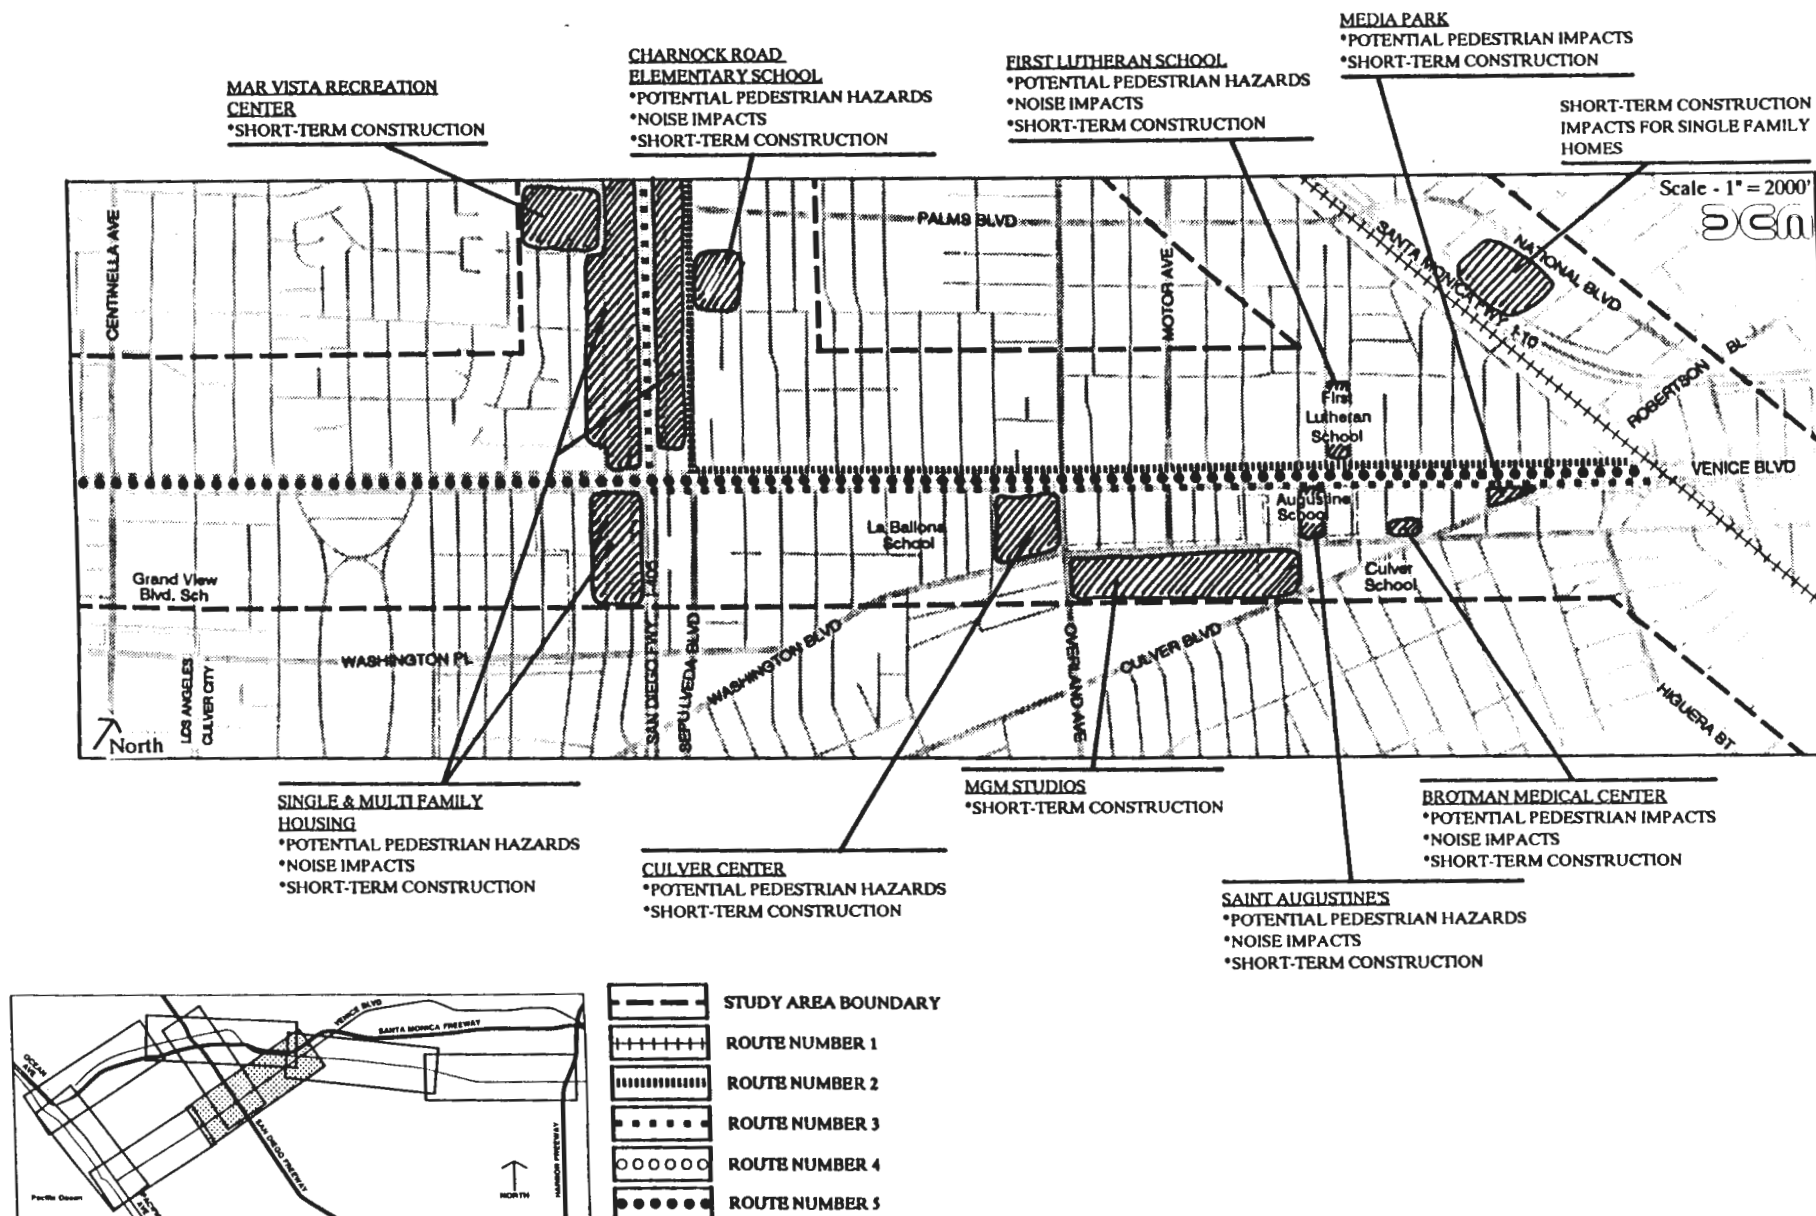 MEDIA PARK
*POTENTIAL PEDESTRIAN IMPACTS
*SHORT-TERM CONSTRUCTION
CHARNOCK ROAD
ELEMENTARY SCHOOL
*POTENTIAL PEDESTRIAN HAZARDS
*NOISE IMPACTS
*SHORT-TERM CONSTRUCTION
FIRST LUTHERAN SCHOOL
*POTENTIAL PEDESTRIAN HAZARDS
*NOISE IMPACTS
*SHORT-TERM CONSTRUCTION
MAR VISTA RECREATION
CENTER
*SHORT-TERM CONSTRUCTION
SHORT-TERM CONSTRUCTION
IMPACTS FOR SINGLE FAMILY
HOMES
Scale - 1" = 2000'
DCM
CENTINELLA AVE
PALMS BLVD
MOTOR AVE
SANTA MONICA FWY I-10
NATIONAL BLVD
ROBERTSON BL
First
Lutheran
School
VENICE BLVD
La Ballona
School
Augustine
School
Culver
School
Grand View
Blvd. Sch
WASHINGTON PL
LOS ANGELES
CULVER CITY
SAN DIEGO FWY I-405
SEPULVEDA BLVD
WASHINGTON BLVD
OVERLAND AVE
CULVER BLVD
HIGUERA BT
North
SINGLE & MULTI FAMILY
HOUSING
*POTENTIAL PEDESTRIAN HAZARDS
*NOISE IMPACTS
*SHORT-TERM CONSTRUCTION
CULVER CENTER
*POTENTIAL PEDESTRIAN HAZARDS
*SHORT-TERM CONSTRUCTION
MGM STUDIOS
*SHORT-TERM CONSTRUCTION
BROTMAN MEDICAL CENTER
*POTENTIAL PEDESTRIAN IMPACTS
*NOISE IMPACTS
*SHORT-TERM CONSTRUCTION
SAINT AUGUSTINE'S
*POTENTIAL PEDESTRIAN HAZARDS
*NOISE IMPACTS
*SHORT-TERM CONSTRUCTION
VENICE BLVD
SANTA MONICA FREEWAY
OCEAN
AVE
SAN DIEGO FREEWAY
HARBOR FREEWAY
Pacific Ocean
PACIFIC
AVE
NORTH
STUDY AREA BOUNDARY
ROUTE NUMBER 1
ROUTE NUMBER 2
ROUTE NUMBER 3
ROUTE NUMBER 4
ROUTE NUMBER 5